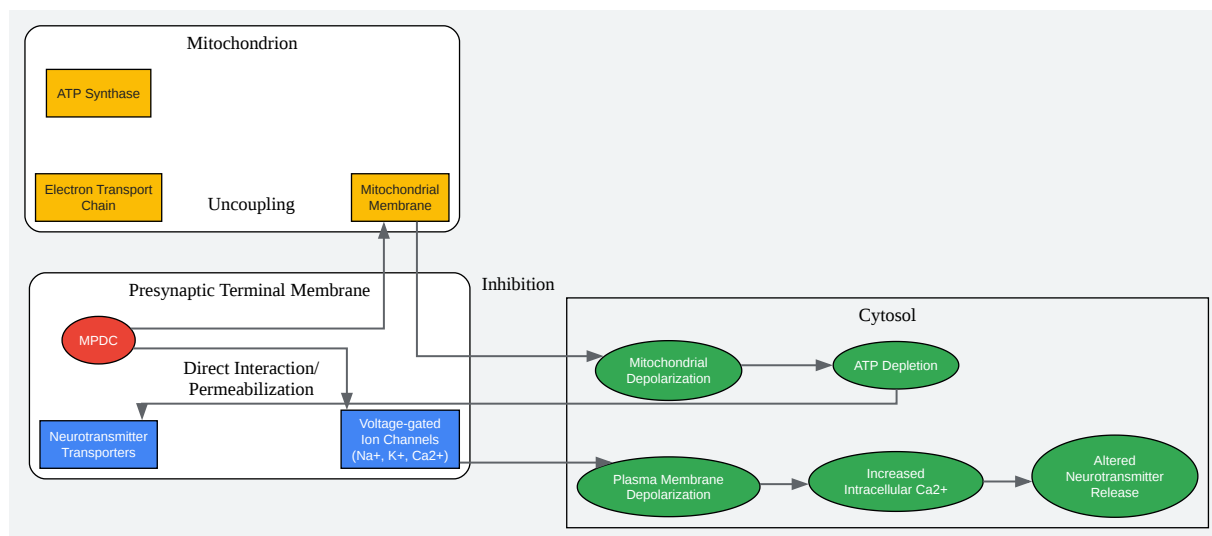 Mitochondrion
ATP Synthase
Electron Transport
Chain
Uncoupling
Mitochondrial
Membrane
Presynaptic Terminal Membrane
Inhibition
MPDC
Direct Interaction/
Permeabilization
Neurotransmitter
Transporters
Voltage-gated
Ion Channels
(Na+, K+, Ca2+)
Cytosol
Mitochondrial
Depolarization
ATP Depletion
Plasma Membrane
Depolarization
Increased
Intracellular Ca2+
Altered
Neurotransmitter
Release